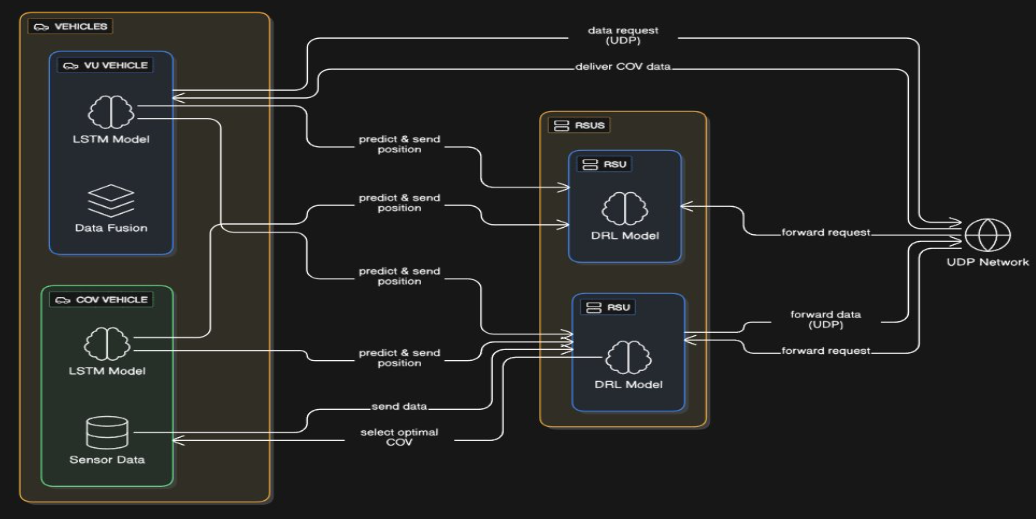 VEHICLES
VU VEHICLE
LSTM Model
Data Fusion
COV VEHICLE
LSTM Model
Sensor Data
data request
(UDP)
deliver COV data
predict & send
position
predict & send
position
predict & send
position
predict & send
position
send data
select optimal
COV
RSUS
RSU
DRL Model
RSU
DRL Model
forward request
forward data
(UDP)
forward request
UDP Network